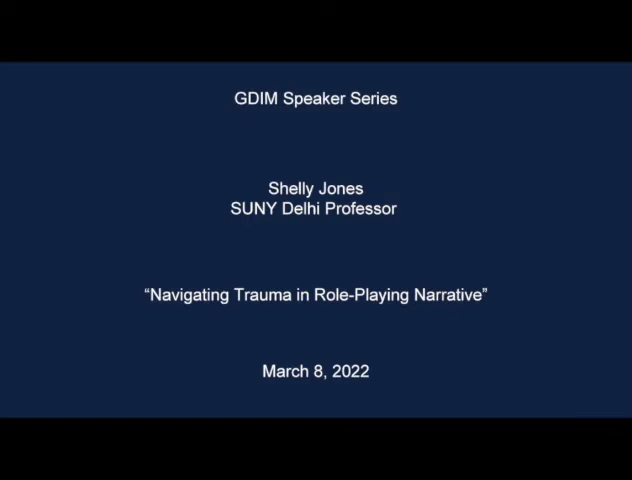 GDIM Speaker Series
Shelly Jones
SUNY Delhi Professor
“Navigating Trauma in Role-Playing Narrative”
March 8, 2022